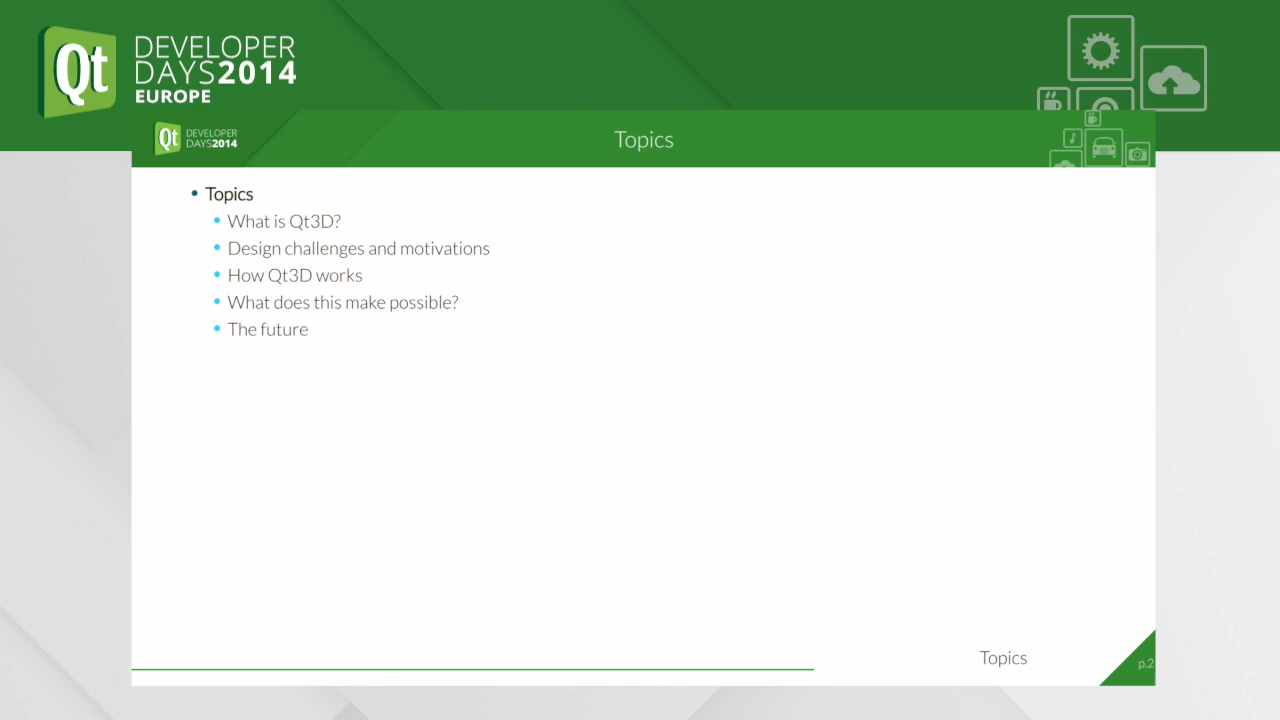 Qt
DEVELOPER
DAYS2014
EUROPE
Qt
DEVELOPER
DAYS2014
Topics
• Topics
• What is Qt3D?
• Design challenges and motivations
• How Qt3D works
• What does this make possible?
• The future
Topics
p.2